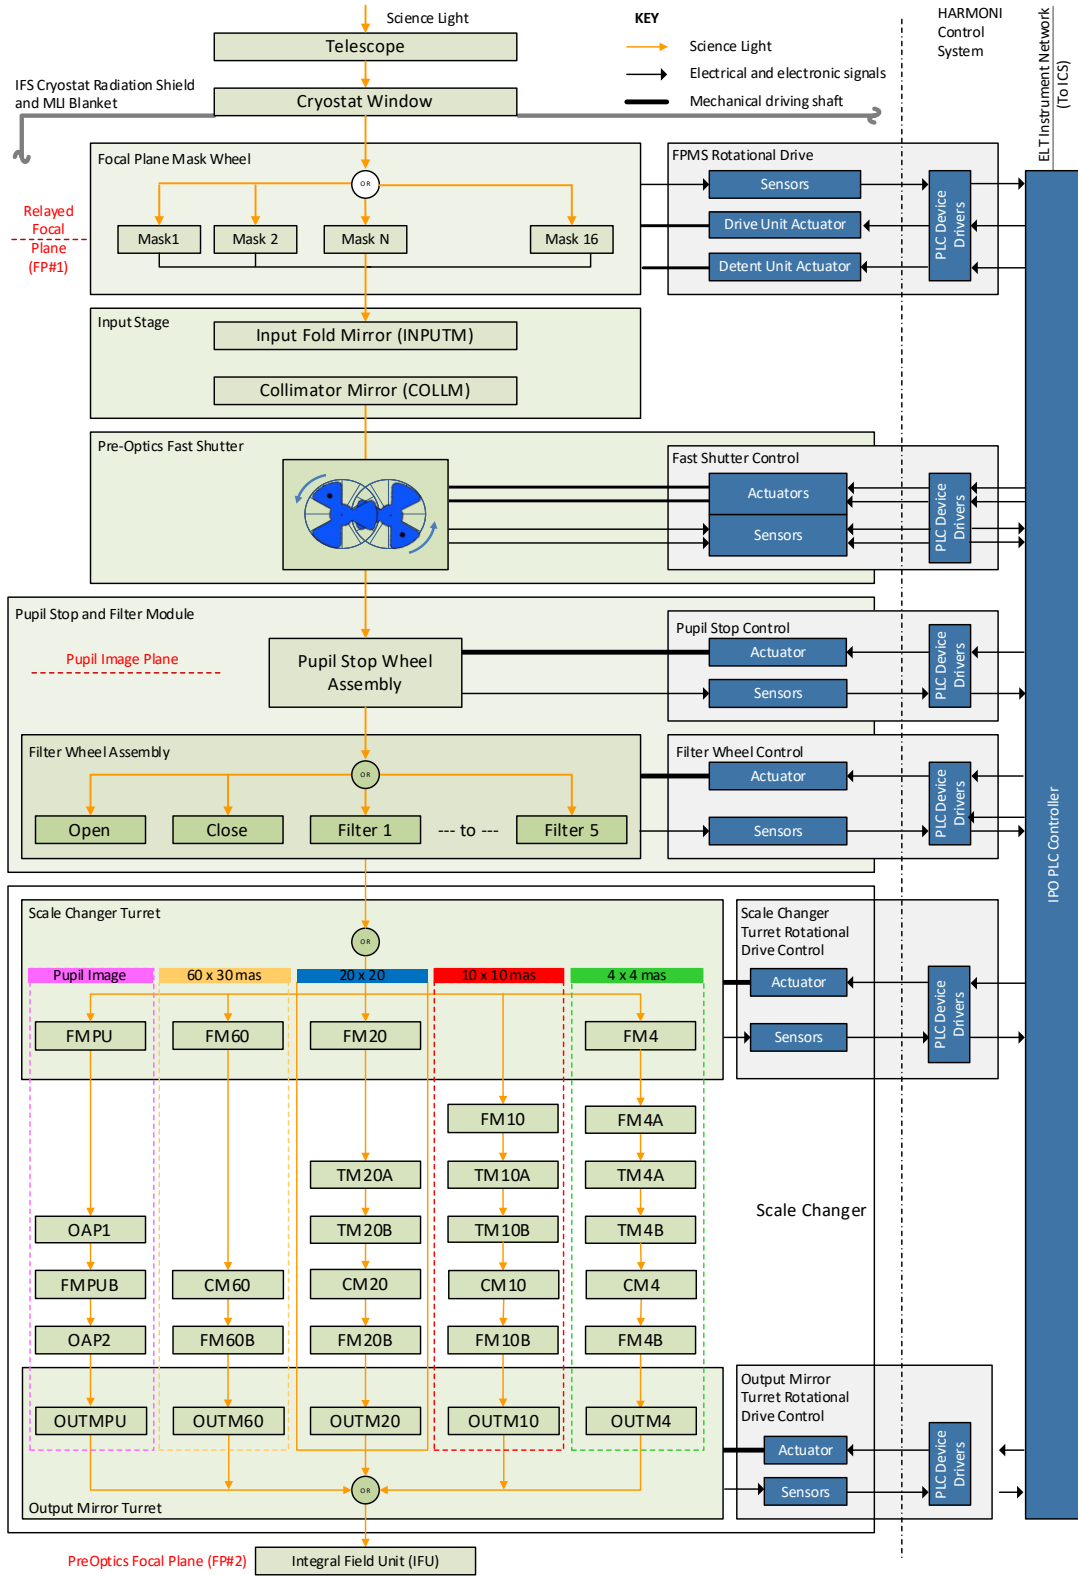 Science Light
Telescope
KEY
Science Light
Electrical and electronic signals
Mechanical driving shaft
HARMONI
Control
System
ELT Instrument Network
(To ICS)
IFS Cryostat Radiation Shield
and MLI Blanket
Cryostat Window
Focal Plane Mask Wheel
OR
Mask1
Mask 2
Mask N
Mask 16
Relayed
Focal
Plane
(FP#1)
FPMS Rotational Drive
Sensors
Drive Unit Actuator
Detent Unit Actuator
PLC Device
Drivers
Input Stage
Input Fold Mirror (INPUTM)
Collimator Mirror (COLLM)
Pre-Optics Fast Shutter
Fast Shutter Control
Actuators
Sensors
PLC Device
Drivers
Pupil Stop and Filter Module
Pupil Image Plane
Pupil Stop Wheel
Assembly
Pupil Stop Control
Actuator
Sensors
PLC Device
Drivers
Filter Wheel Assembly
OR
Open
Close
Filter 1
--- to ---
Filter 5
Filter Wheel Control
Actuator
Sensors
PLC Device
Drivers
IPO PLC Controller
Scale Changer Turret
OR
Pupil Image
60 x 30 mas
20 x 20
10 x 10 mas
4 x 4 mas
FMPU
FM60
FM20
FM4
Scale Changer
Turret Rotational
Drive Control
Actuator
Sensors
PLC Device
Drivers
FM10
FM4A
TM20A
TM10A
TM4A
OAP1
TM20B
TM10B
TM4B
Scale Changer
FMPUB
CM60
CM20
CM10
CM4
OAP2
FM60B
FM20B
FM10B
FM4B
OUTMPU
OUTM60
OUTM20
OUTM10
OUTM4
OR
Output Mirror Turret
Output Mirror
Turret Rotational
Drive Control
Actuator
Sensors
PLC Device
Drivers
PreOptics Focal Plane (FP#2)
Integral Field Unit (IFU)